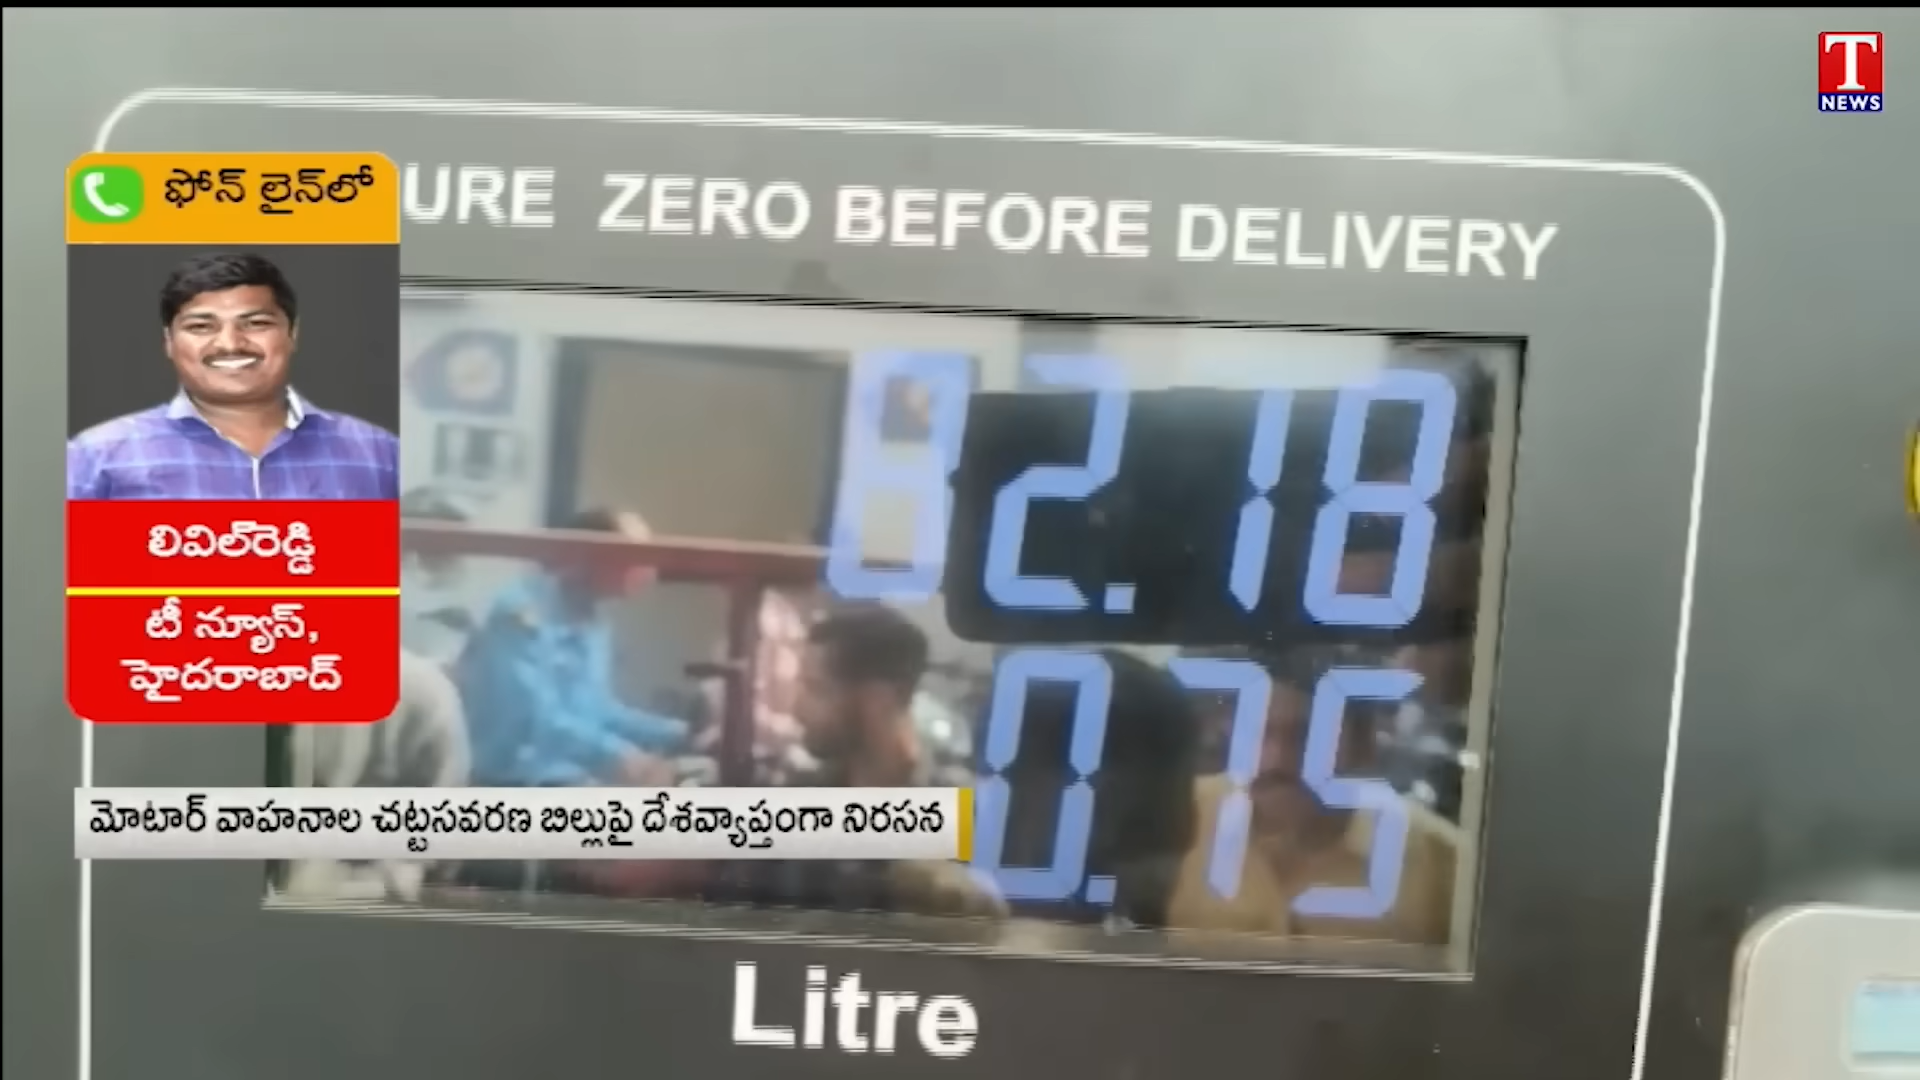 T
NEWS
ఫోన్ లైన్‌లో
URE ZERO BEFORE DELIVERY
82.18
లివిల్‌రెడ్డి
టీ న్యూస్,
హైదరాబాద్
0.75
మోటార్ వాహనాల చట్టసవరణ బిల్లుపై దేశవ్యాప్తంగా నిరసన
Litre